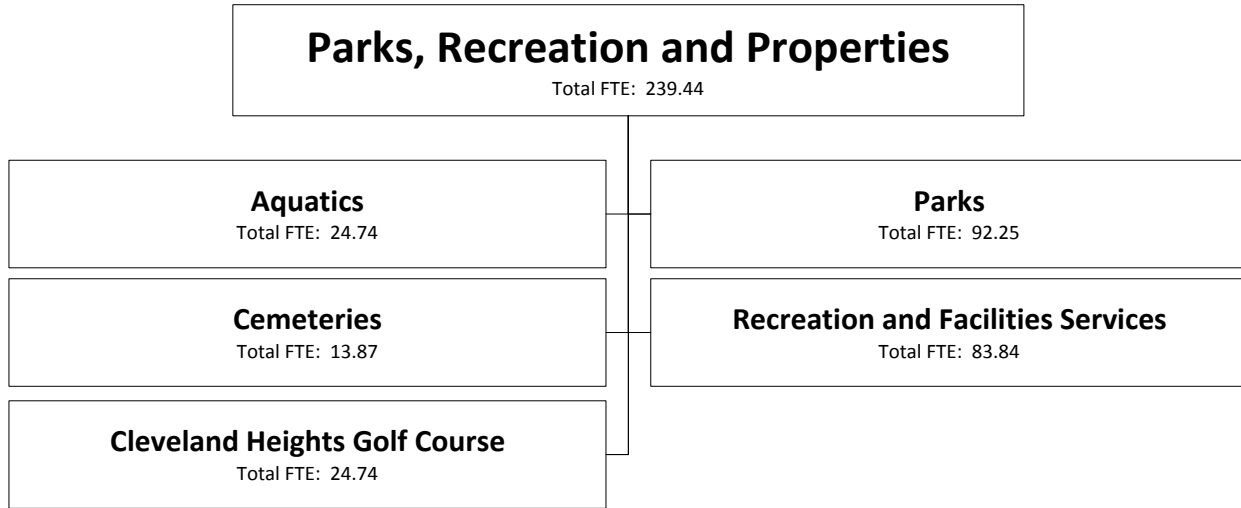 Parks, Recreation and Properties
Total FTE: 239.44
Aquatics
Total FTE: 24.74
Parks
Total FTE: 92.25
Cemeteries
Total FTE: 13.87
Recreation and Facilities Services
Total FTE: 83.84
Cleveland Heights Golf Course
Total FTE: 24.74